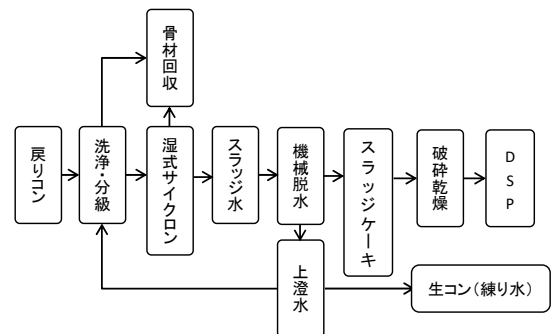 骨材回収
戻りコン
洗浄・分級
湿式サイクロン
スラッジ水
機械脱水
スラッジケーキ
破砕乾燥
DSP
上澄水
生コン(練り水)